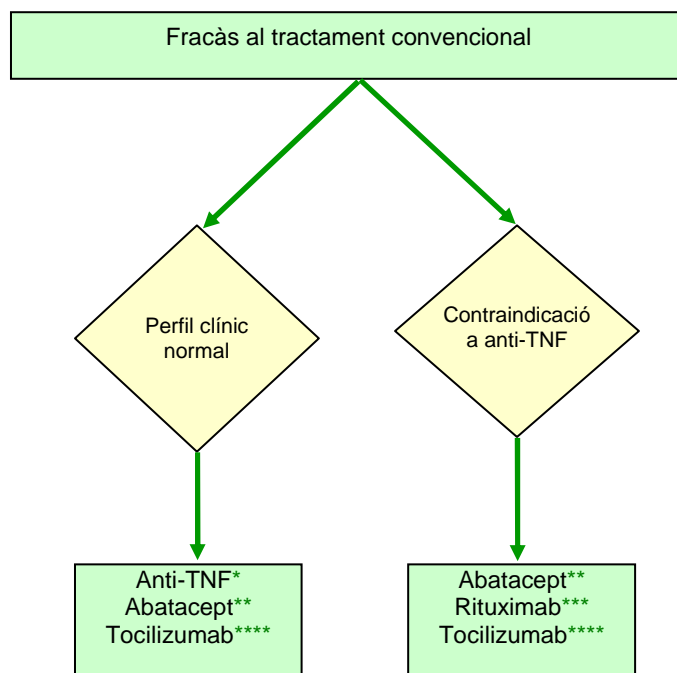 Fracàs al tractament convencional
Perfil clínic
normal
Contraindicació
a anti-TNF
Anti-TNF*
Abatacept**
Tocilizumab****
Abatacept**
Rituximab***
Tocilizumab****